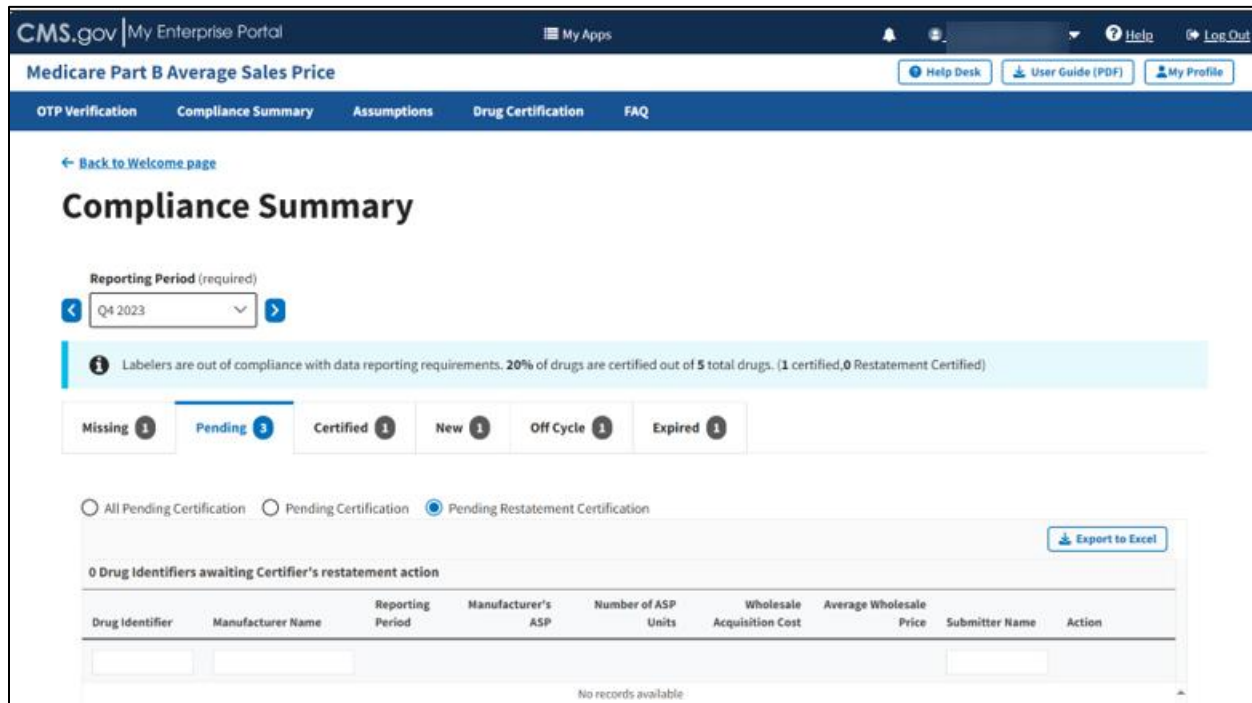 CMS.gov My Enterprise Portal My Apps Help Log Out
Medicare Part B Average Sales Price Help Desk User Guide (PDF) My Profile
OTP Verification Compliance Summary Assumptions Drug Certification FAQ
Back to Welcome page
Compliance Summary
Reporting Period (required)
Q4 2023
Labelers are out of compliance with data reporting requirements. 20% of drugs are certified out of 5 total drugs. (1 certified,0 Restatement Certified)
Missing 1 Pending 3 Certified 1 New 1 Off Cycle 1 Expired 1
All Pending Certification Pending Certification Pending Restatement Certification
Export to Excel
0 Drug Identifiers awaiting Certifier's restatement action
Drug Identifier Manufacturer Name Reporting Period Manufacturer's ASP Number of ASP Units Wholesale Acquisition Cost Average Wholesale Price Submitter Name Action
No records available